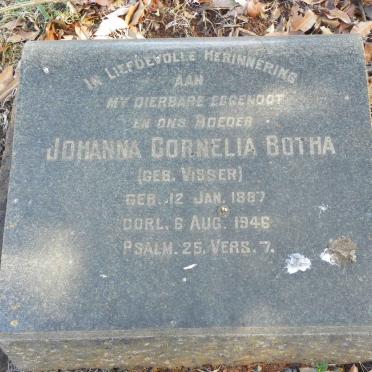 IN LIEFDEVOLLE HERINNERING
AAN
MY DIERBARE EGGENOOT
EN ONS MOEDER
JOHANNA CORNELIA BOTHA
(GEB. VISSER)
GEB. 12 JAN. 1887
OORL. 6 AUG. 1946
PSALM. 25. VERS. 7.